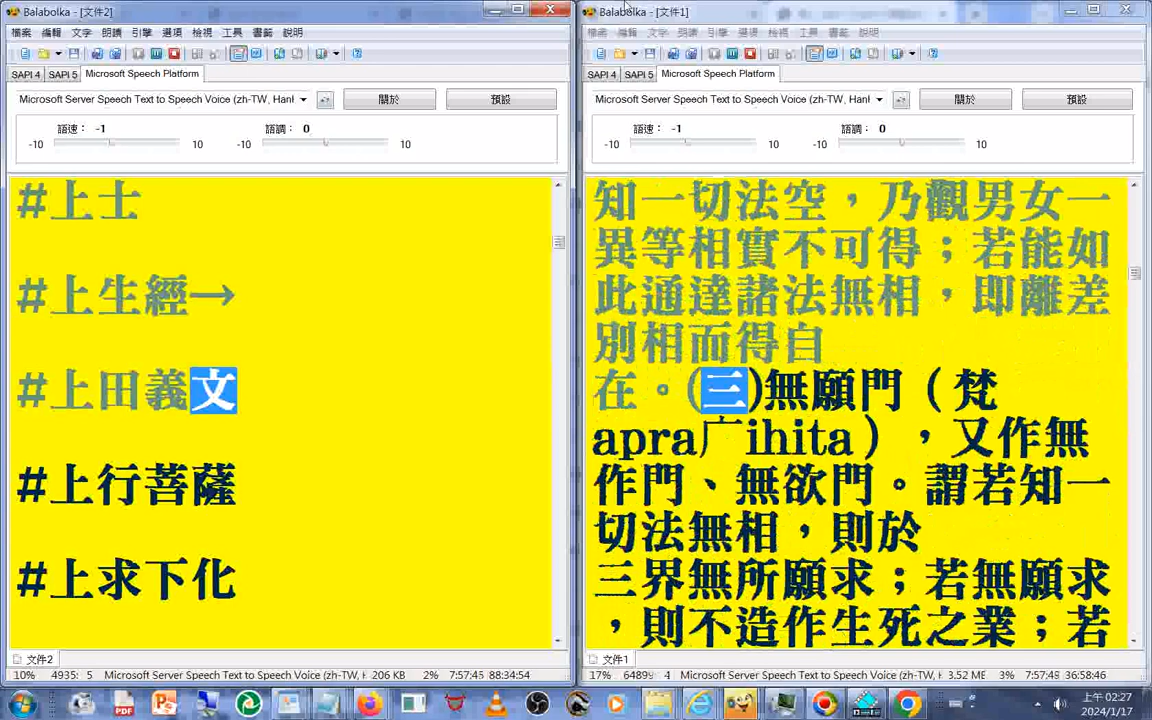 Balabolka - [文件2]
檔案 編輯 文字 朗讀 引擎 選項 檢視 工具 書籤 說明
SAPI 4 SAPI 5 Microsoft Speech Platform
Microsoft Server Speech Text to Speech Voice (zh-TW, Hanl
關於
預設
語速： -1
語調： 0
-10 10 -10 10
#上士
#上生經→
#上田義文
#上行菩薩
#上求下化
文件2
10% 4935: 5 Microsoft Server Speech Text to Speech Voice (zh-TW, H 206 KB 2% 7:57:45 88:34:54
Balabolka - [文件1]
檔案 編輯 文字 朗讀 引擎 選項 檢視 工具 書籤 說明
SAPI 4 SAPI 5 Microsoft Speech Platform
Microsoft Server Speech Text to Speech Voice (zh-TW, Hanl
關於
預設
語速： -1
語調： 0
-10 10 -10 10
知一切法空，乃觀男女一
異等相實不可得；若能如
此通達諸法無相，即離差
別相而得自
在。(三)無願門（梵
apra广ihita），又作無
作門、無欲門。謂若知一
切法無相，則於
三界無所願求；若無願求
，則不造作生死之業；若
文件1
17% 64899 4 Microsoft Server Speech Text to Speech Voice (zh-TW, H 3.52 MB 3% 7:57:49 36:58:46
PDF
上午 02:27
2024/1/17